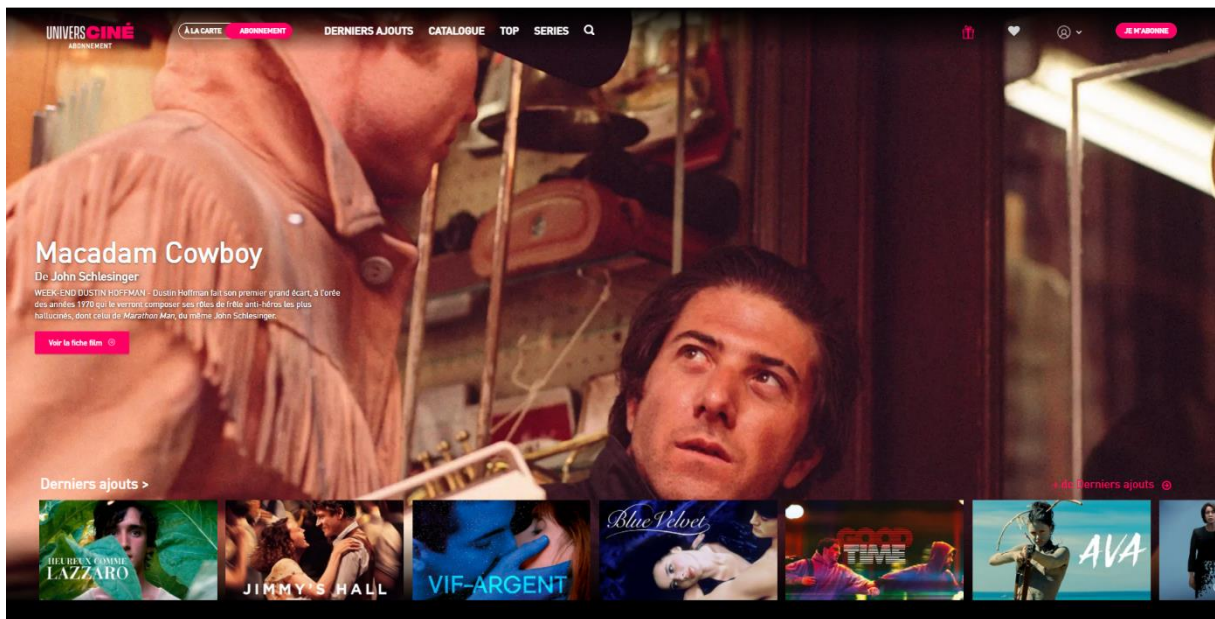 UNIVERSCINÉ
ABONNEMENT
À LA CARTE ABONNEMENT
DERNIERS AJOUTS CATALOGUE TOP SERIES
JE M'ABONNE
Macadam Cowboy
De John Schlesinger
WEEK-END DUSTIN HOFFMAN - Dustin Hoffman fait son premier grand écart, à l'orée
des années 1970 qui le verront composer ses rôles de frêle anti-héros les plus
hallucinés, dont celui de Marathon Man, du même John Schlesinger.
Voir la fiche film
Derniers ajouts >
+ de Derniers ajouts
HEUREUX COMME
LAZZARO
JIMMY'S HALL
VIF-ARGENT
Blue Velvet
GOOD
TIME
AVA